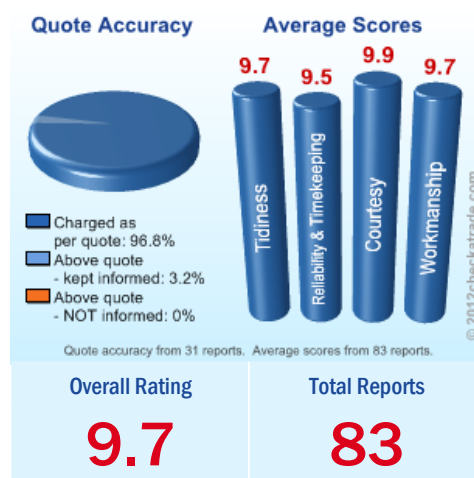 Quote Accuracy
Average Scores
9.7
9.5
9.9
9.7
Tidiness
Reliability & Timekeeping
Courtesy
Workmanship
Charged as
per quote: 96.8%
Above quote
- kept informed: 3.2%
Above quote
- NOT informed: 0%
© 2012checkatrade.com
Quote accuracy from 31 reports. Average scores from 83 reports.
Overall Rating
Total Reports
9.7
83